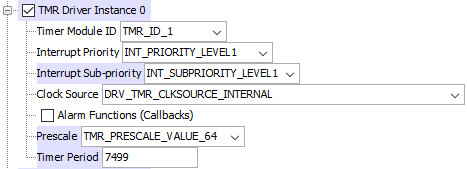 TMR Driver Instance 0
Timer Module ID TMR_ID_1
Interrupt Priority INT_PRIORITY_LEVEL1
Interrupt Sub-priority INT_SUBPRIORITY_LEVEL1
Clock Source DRV_TMR_CLKSOURCE_INTERNAL
Alarm Functions (Callbacks)
Prescale TMR_PRESCALE_VALUE_64
Timer Period 7499